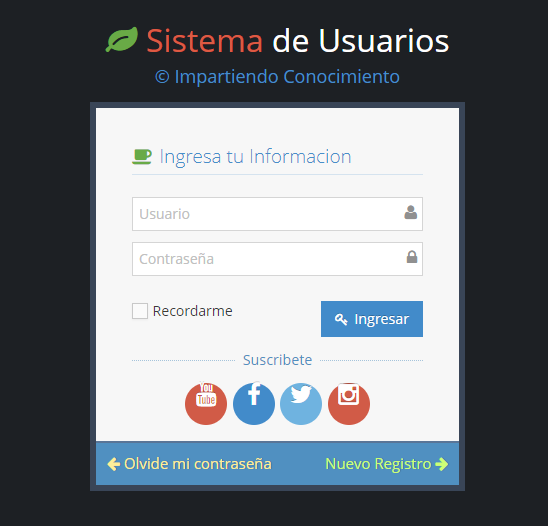 Sistema de Usuarios
© Impartiendo Conocimiento
Ingresa tu Informacion
Usuario
Contraseña
Recordarme
Ingresar
Suscribete
You Tube
Olvide mi contraseña
Nuevo Registro